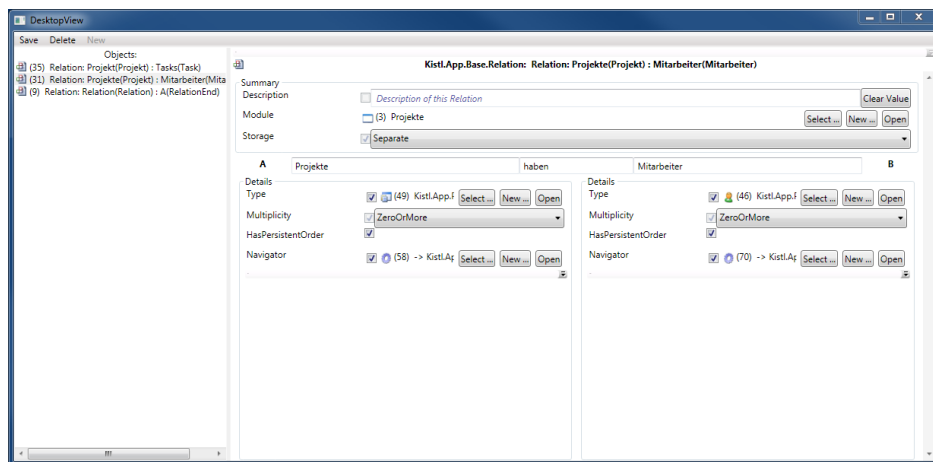 DesktopView
Save Delete New
Objects:
(35) Relation: Projekt(Projekt) : Tasks(Task)
(31) Relation: Projekte(Projekt) : Mitarbeiter(Mita
(9) Relation: Relation(Relation) : A(RelationEnd)
Kistl.App.Base.Relation: Relation: Projekte(Projekt) : Mitarbeiter(Mitarbeiter)
Summary
Description Description of this Relation Clear Value
Module (3) Projekte Select ... New ... Open
Storage Separate
A Projekte haben Mitarbeiter B
Details Details
Type (49) Kistl.App.F Select ... New ... Open Type (46) Kistl.App.F Select ... New ... Open
Multiplicity ZeroOrMore Multiplicity ZeroOrMore
HasPersistentOrder HasPersistentOrder
Navigator (58) -> Kistl.Ap Select ... New ... Open Navigator (70) -> Kistl.Ap Select ... New ... Open